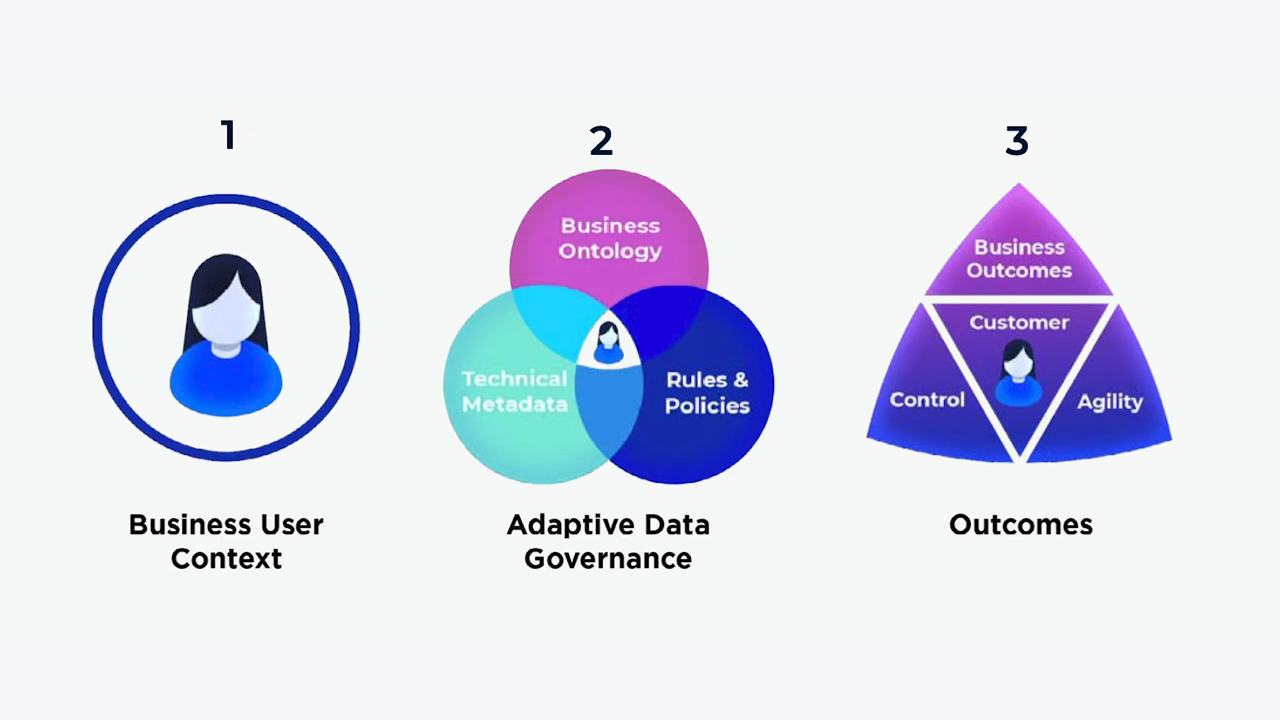 1
Business User
Context
2
Business
Ontology
Technical
Metadata
Rules &
Policies
Adaptive Data
Governance
3
Business
Outcomes
Customer
Control
Agility
Outcomes